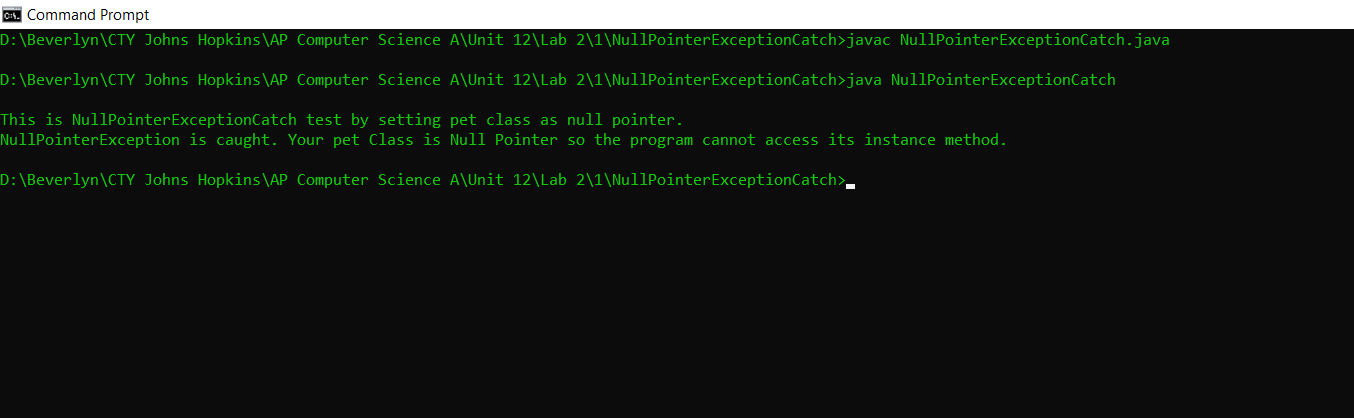 Command Prompt
D:\Beverlyn\CTY Johns Hopkins\AP Computer Science A\Unit 12\Lab 2\1\NullPointerExceptionCatch>javac NullPointerExceptionCatch.java
D:\Beverlyn\CTY Johns Hopkins\AP Computer Science A\Unit 12\Lab 2\1\NullPointerExceptionCatch>java NullPointerExceptionCatch
This is NullPointerExceptionCatch test by setting pet class as null pointer.
NullPointerException is caught. Your pet Class is Null Pointer so the program cannot access its instance method.
D:\Beverlyn\CTY Johns Hopkins\AP Computer Science A\Unit 12\Lab 2\1\NullPointerExceptionCatch>